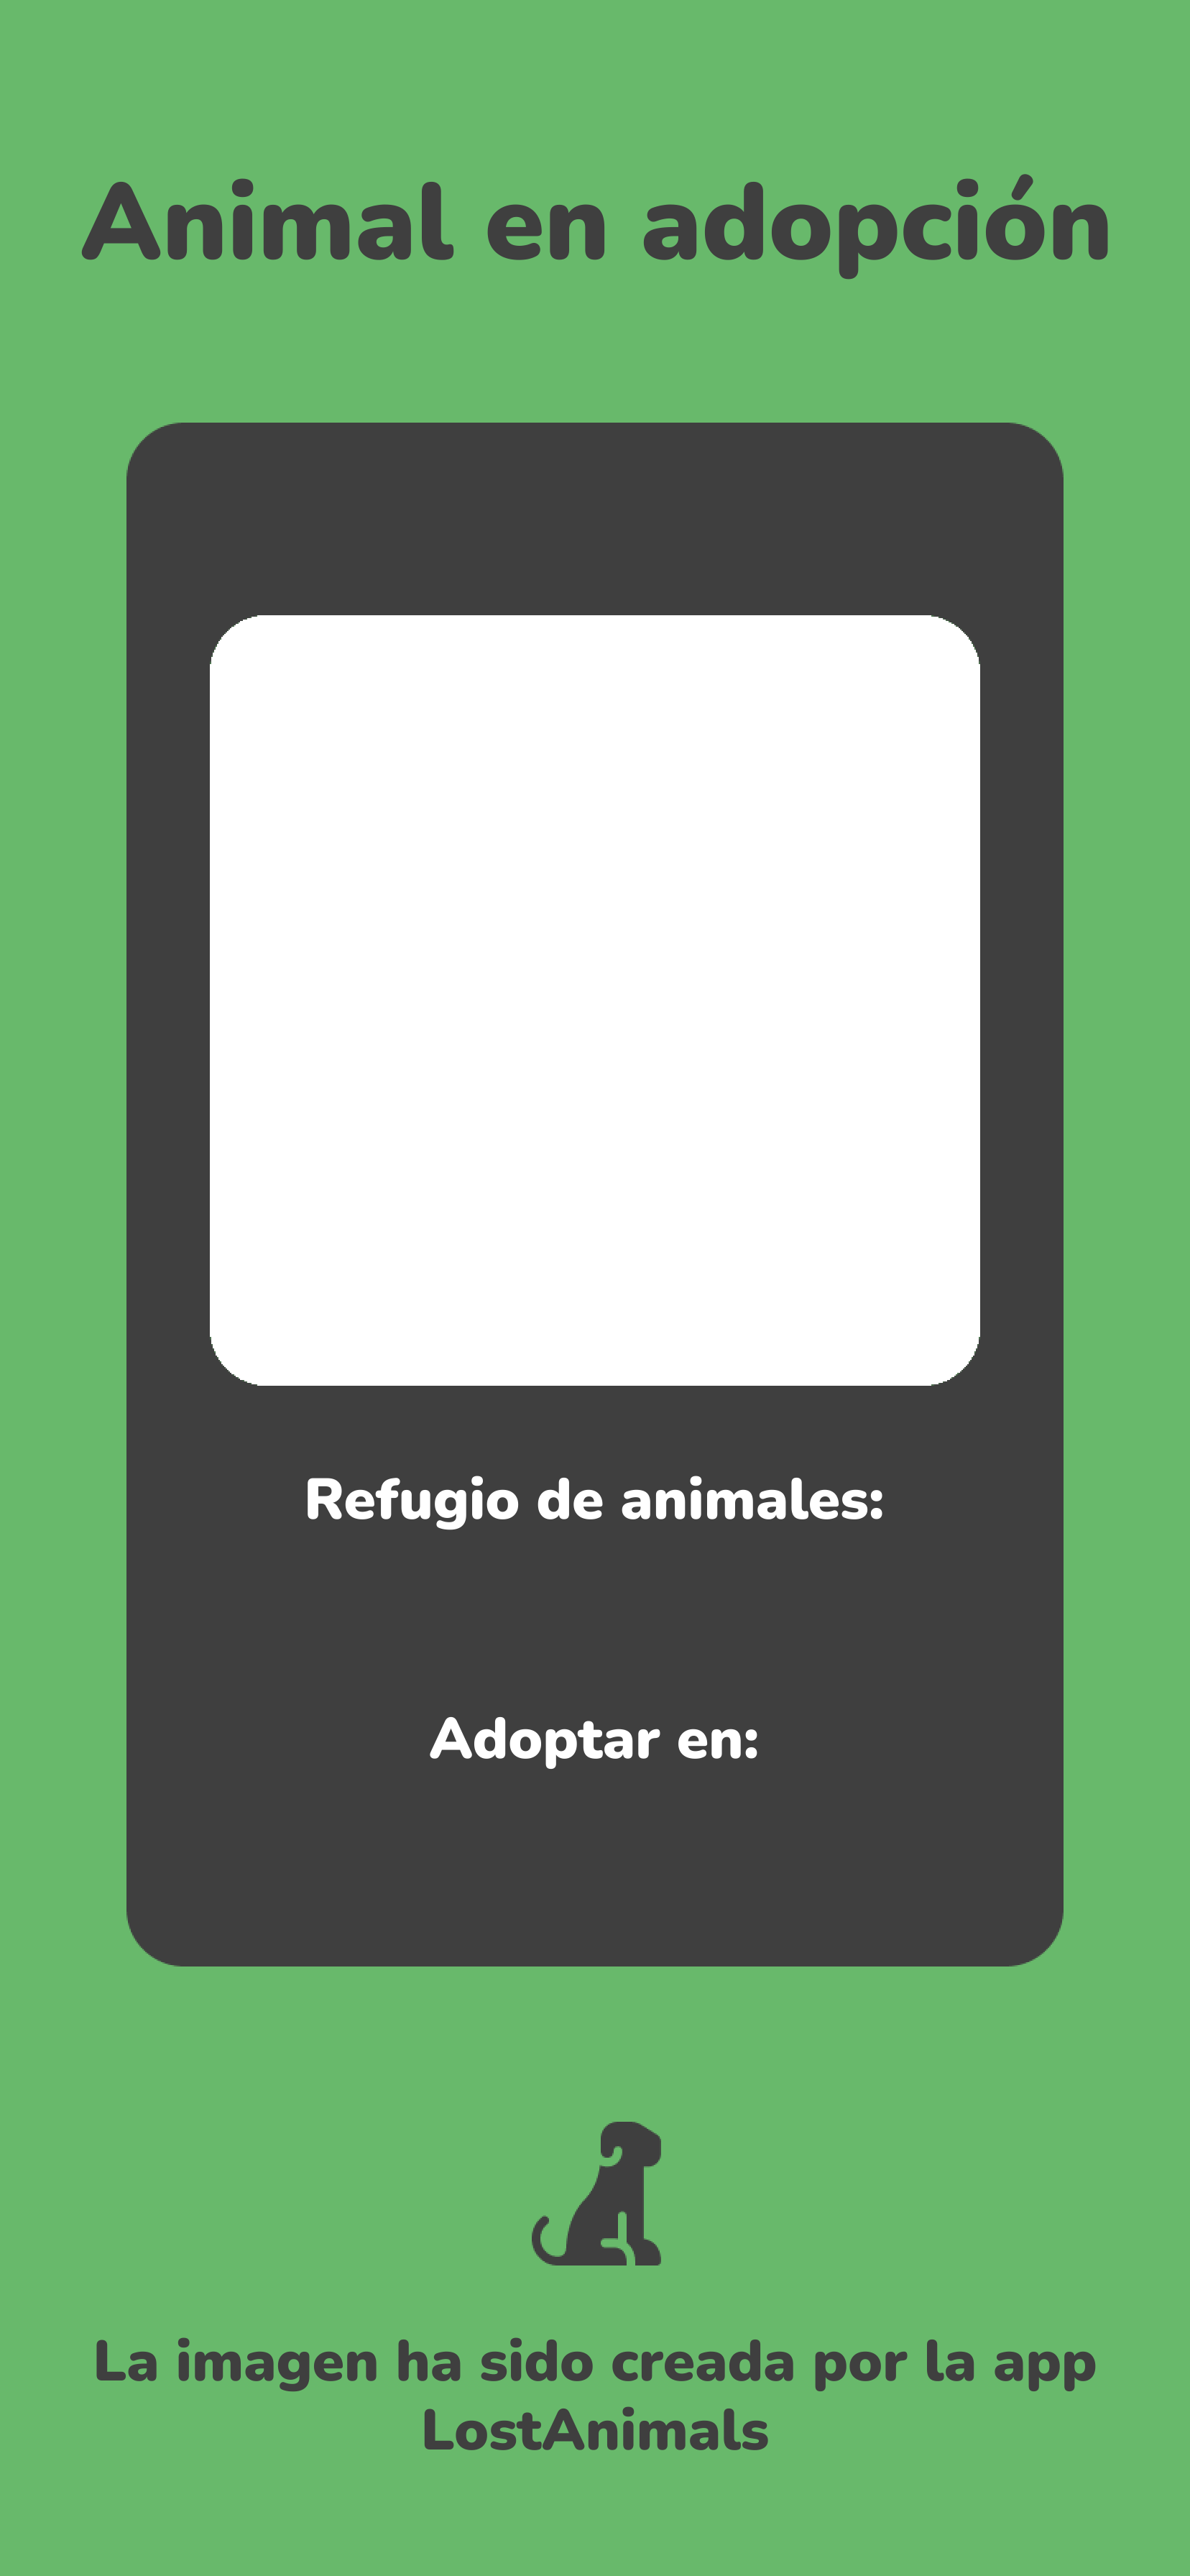 Animal en adopción
Refugio de animales:
Adoptar en:
La imagen ha sido creada por la app
LostAnimals